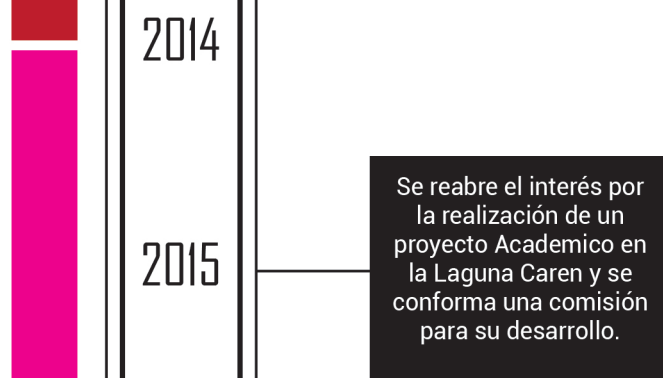 2014
2015
Se reabre el interés por
la realización de un
proyecto Academico en
la Laguna Caren y se
conforma una comisión
para su desarrollo.